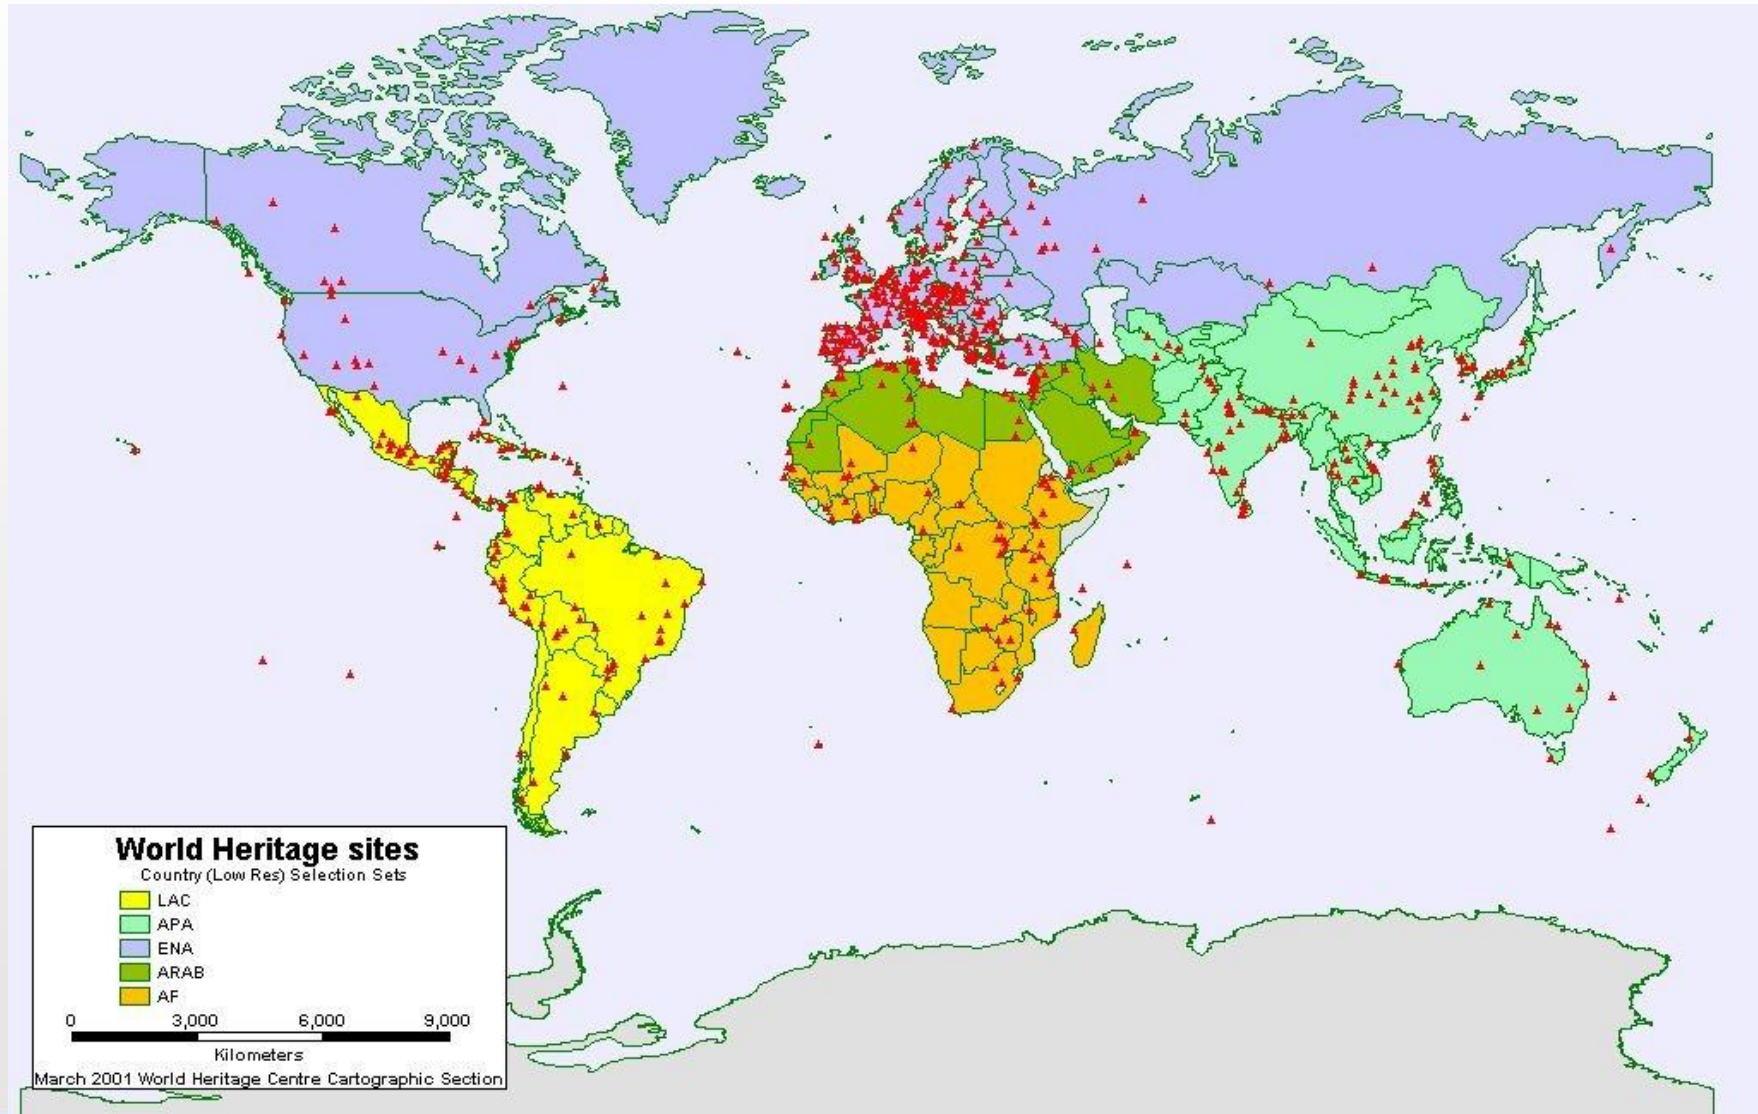 World Heritage sites
Country (Low Res) Selection Sets
LAC
APA
ENA
ARAB
AF
0 3,000 6,000 9,000
Kilometers
March 2001 World Heritage Centre Cartographic Section